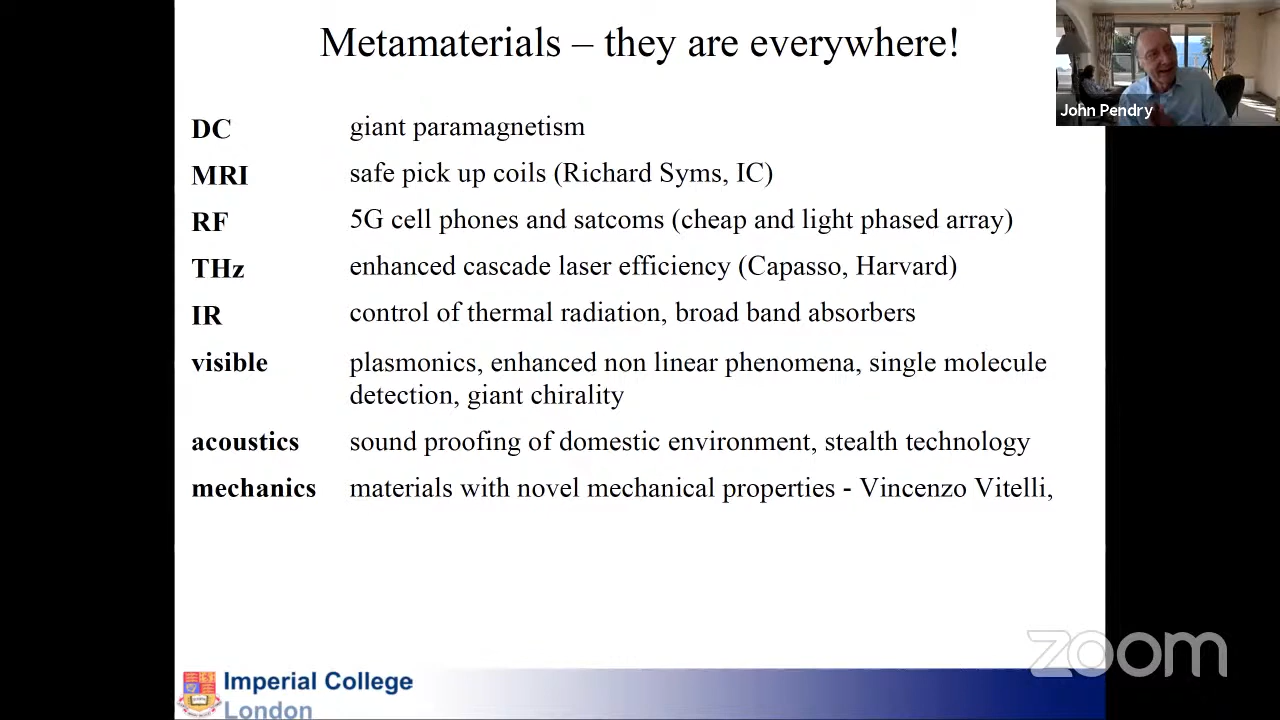 Metamaterials – they are everywhere!
John Pendry
DC giant paramagnetism
MRI safe pick up coils (Richard Syms, IC)
RF 5G cell phones and satcoms (cheap and light phased array)
THz enhanced cascade laser efficiency (Capasso, Harvard)
IR control of thermal radiation, broad band absorbers
visible plasmonics, enhanced non linear phenomena, single molecule
detection, giant chirality
acoustics sound proofing of domestic environment, stealth technology
mechanics materials with novel mechanical properties - Vincenzo Vitelli,
zoom
Imperial College
London